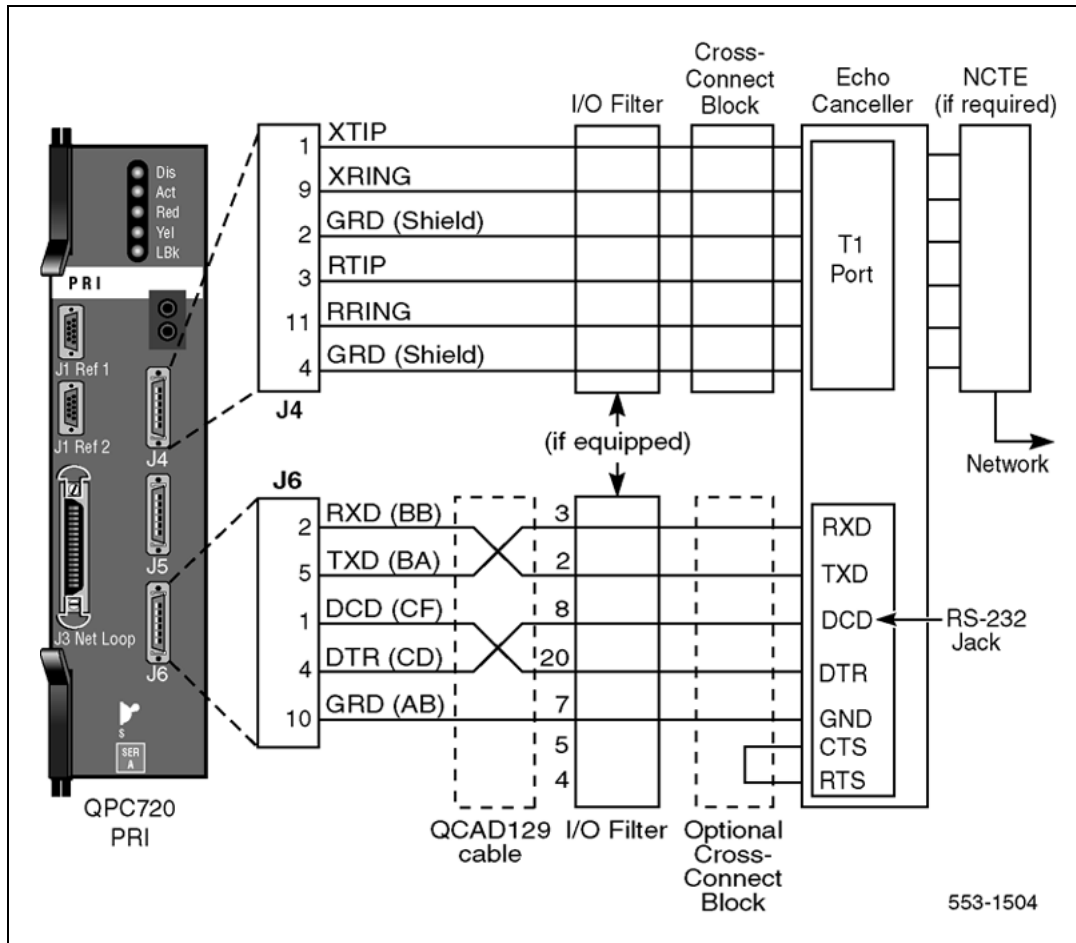 Cross-
Connect
Block
Echo
Canceller
NCTE
(if required)
I/O Filter
Dis
Act
Red
Yel
LBk
PRI
J1 Ref 1
J1 Ref 2
J3 Net Loop
J4
J5
J6
S
SER
A
QPC720
PRI
1 XTIP
9 XRING
2 GRD (Shield)
3 RTIP
11 RRING
4 GRD (Shield)
J4
T1
Port
(if equipped)
Network
J6
2 RXD (BB) 3 RXD
5 TXD (BA) 2 TXD
1 DCD (CF) 8 DCD
4 DTR (CD) 20 DTR
10 GRD (AB) 7 GND
5 CTS
4 RTS
RS-232
Jack
QCAD129
cable
I/O Filter
Optional
Cross-
Connect
Block
553-1504